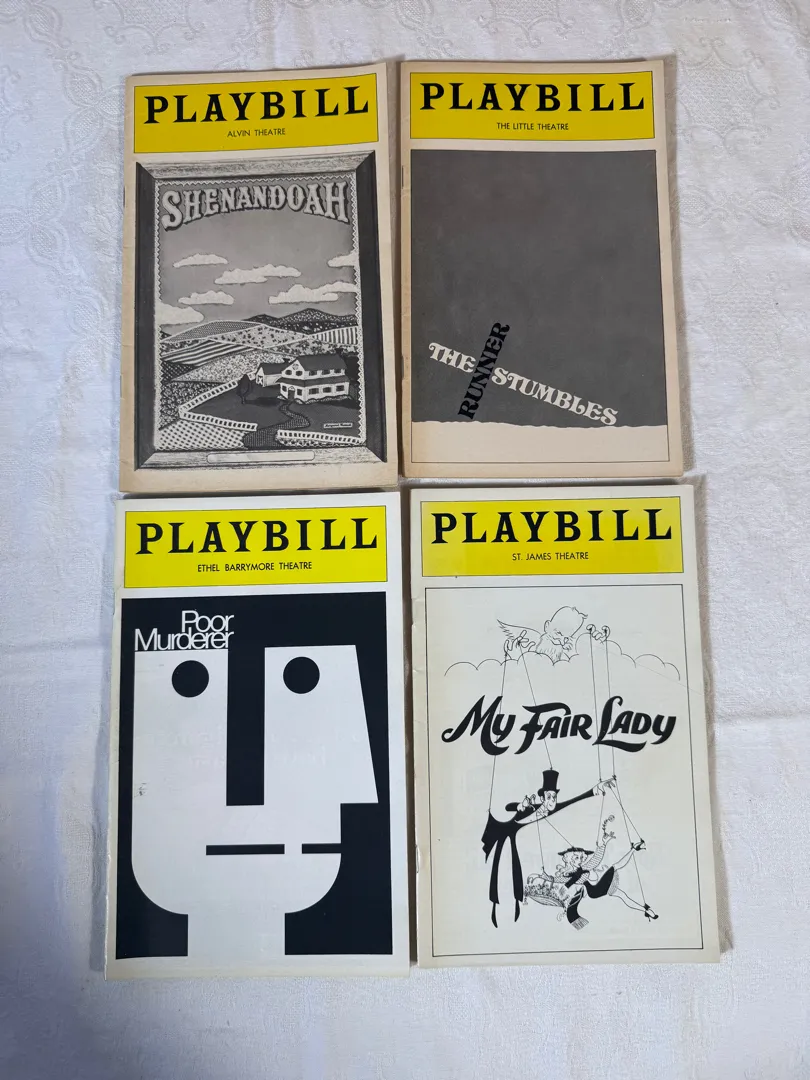 PLAYBILL
ALVIN THEATRE
SHENANDOAH
PLAYBILL
THE LITTLE THEATRE
THE RUNNER STUMBLES
PLAYBILL
ETHEL BARRYMORE THEATRE
Poor
Murderer
PLAYBILL
ST. JAMES THEATRE
My FAIR LADY